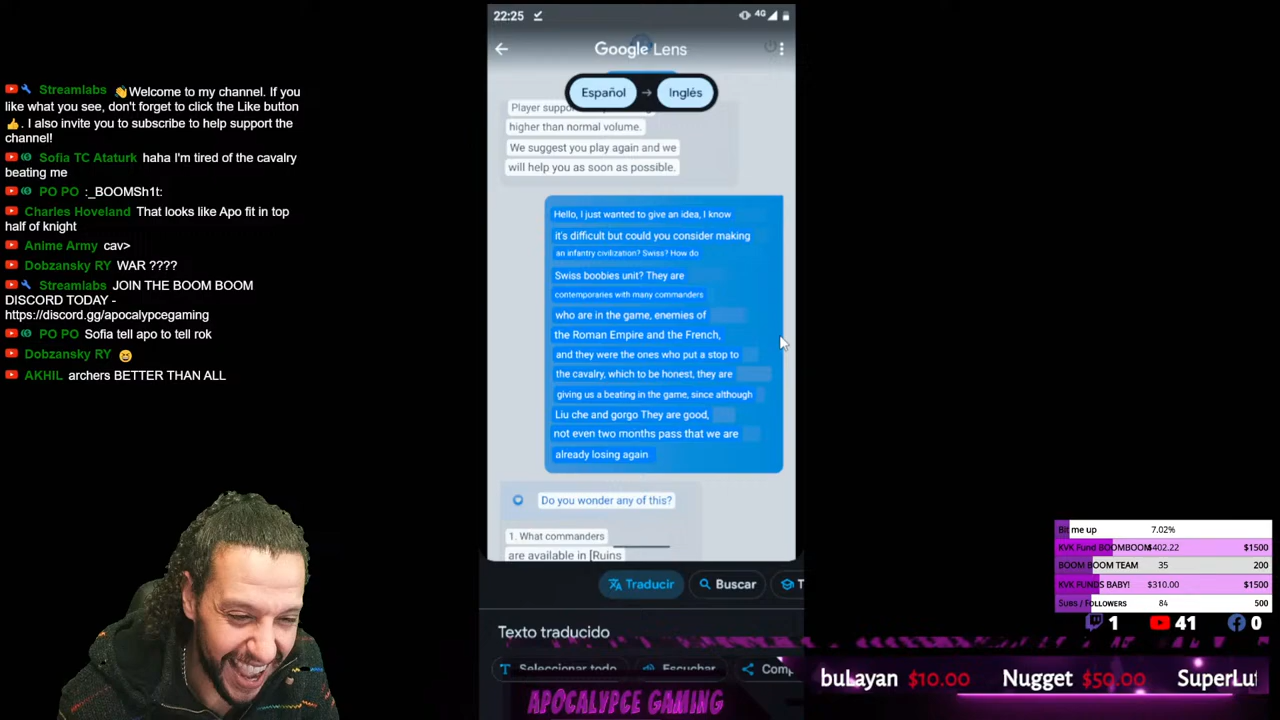 22:25
4G
Google Lens
Español → Inglés
Player
higher than normal volume.
We suggest you play again and we
will help you as soon as possible.
Hello, I just wanted to give an idea, I know
it's difficult but could you consider making
an infantry civilization? Swiss? How do
Swiss boobies unit? They are
contemporaries with many commanders
who are in the game, enemies of
the Roman Empire and the French,
and they were the ones who put a stop to
the cavalry, which to be honest, they are
giving us a beating in the game, since although
Liu che and gorgo They are good,
not even two months pass that we are
already losing again
Do you wonder any of this?
1. What commanders
are available in [Ruins
Traducir
Buscar
T
Texto traducido
Seleccionar todo
Escuchar
Com
APOCALYPCE GAMING
Streamlabs 👋Welcome to my channel. If you
like what you see, don't forget to click the Like button
👍. I also invite you to subscribe to help support the
channel!
Sofia TC Ataturk haha I'm tired of the cavalry
beating me
PO PO :_BOOMSh1t:
Charles Hoveland That looks like Apo fit in top
half of knight
Anime Army cav>
Dobzansky RY WAR ????
Streamlabs JOIN THE BOOM BOOM
DISCORD TODAY -
https://discord.gg/apocalypcegaming
PO PO Sofia tell apo to tell rok
Dobzansky RY 😆
AKHIL archers BETTER THAN ALL
me up 7.02%
KVK Fund BOOMBOOM $402.22 $1500
BOOM BOOM TEAM 35 200
KVK FUNDS BABY! $310.00 $1500
Subs / FOLLOWERS 84 500
1 41 0
buLayan $10.00 Nugget $50.00 SuperLu